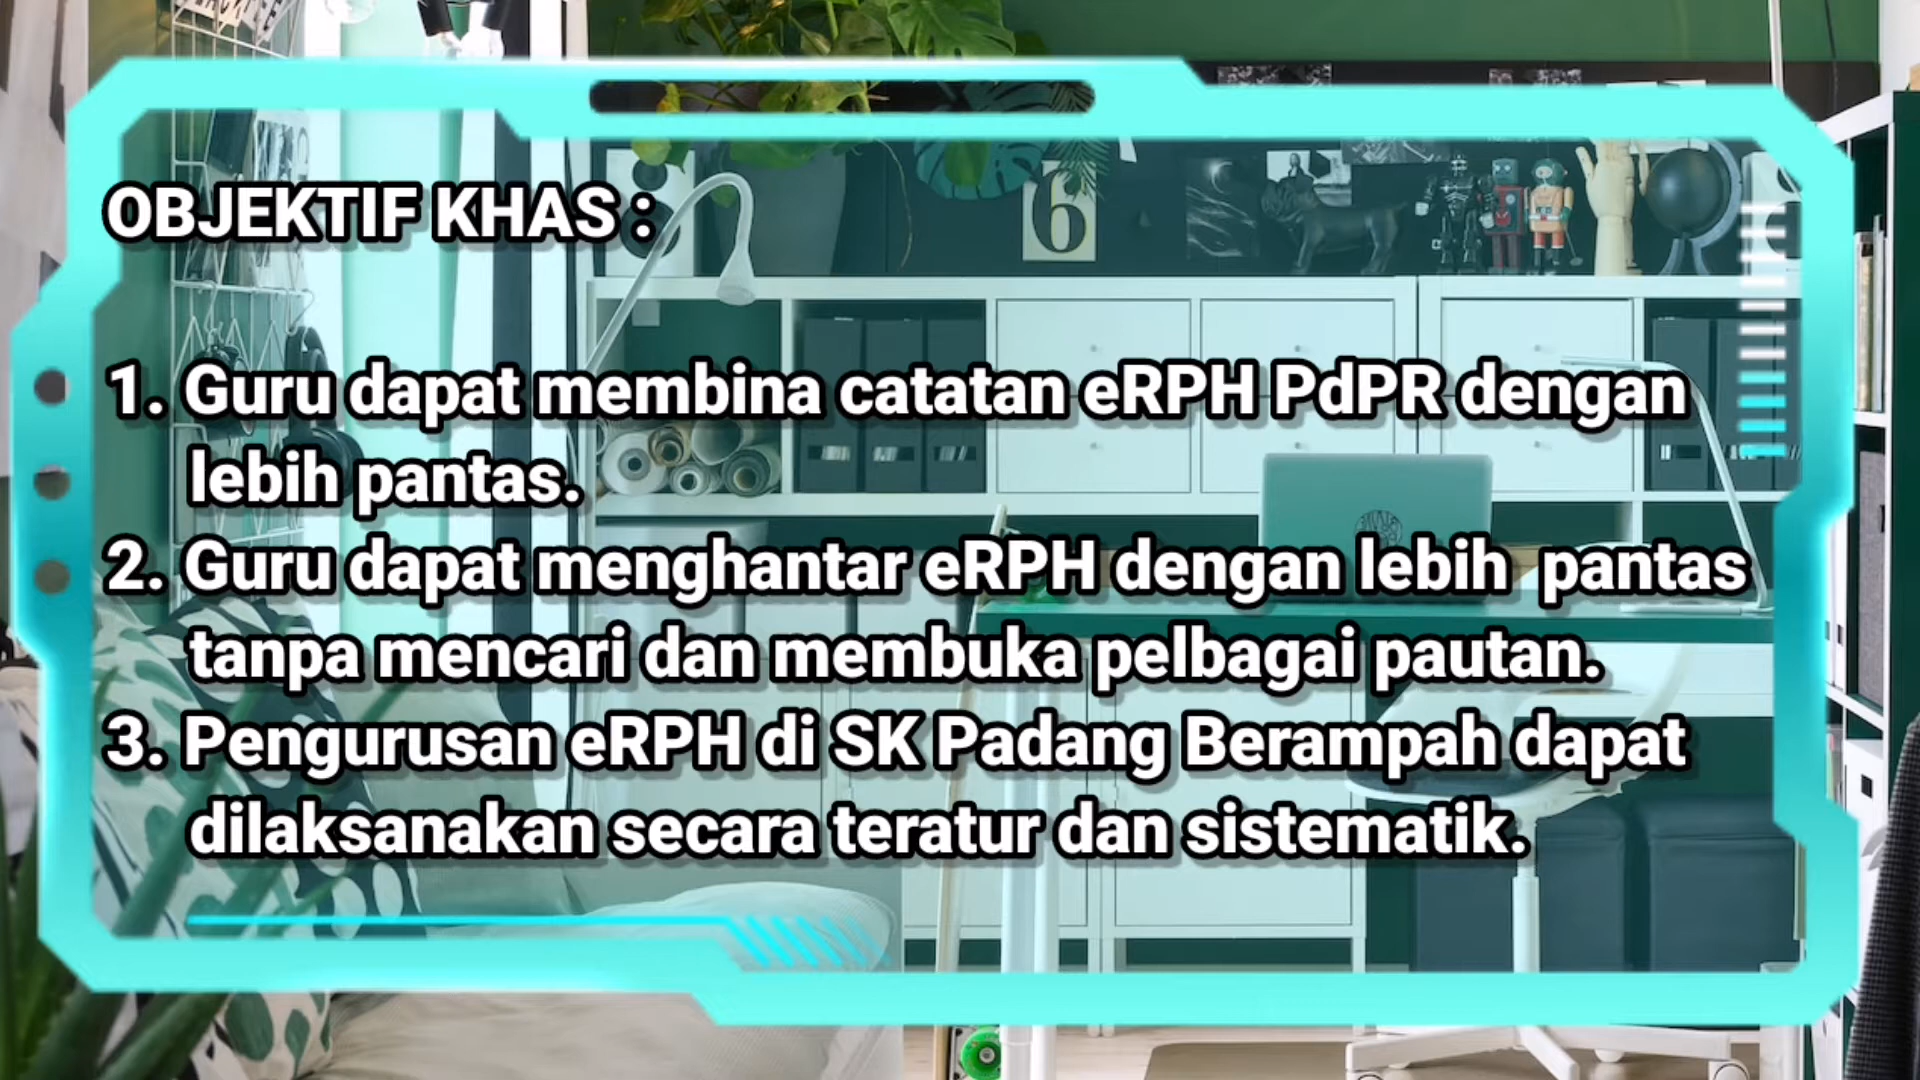 OBJEKTIF KHAS :
1. Guru dapat membina catatan eRPH PdPR dengan
lebih pantas.
2. Guru dapat menghantar eRPH dengan lebih  pantas
tanpa mencari dan membuka pelbagai pautan.
3. Pengurusan eRPH di SK Padang Berampah dapat
dilaksanakan secara teratur dan sistematik.
6